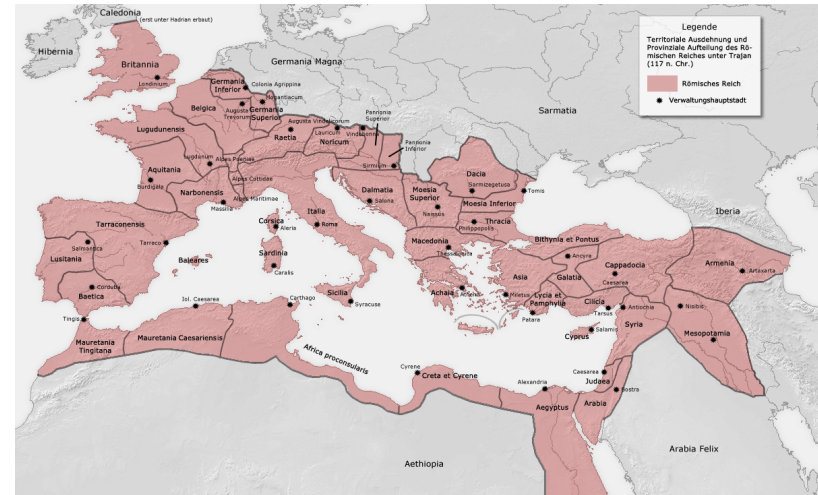 Caledonia
(erst unter Hadrian erbaut)
Hibernia
Britannia
Londinium
Germania Magna
Sarmatia
Legende
Territoriale Ausdehnung und
Provinziale Aufteilung des Rö-
mischen Reiches unter Trajan
(117 n. Chr.)
Römisches Reich
Verwaltungshauptstadt
Germania
Inferior
Colonia Agrippina
Mogontiacum
Germania
Superior
Belgica
Augusta
Treverorum
Lugudunensis
Augusta Vindelicorum
Lauricum
Vindobona
Raetia
Noricum
Pannonia
Superior
Pannonia
Inferior
Sirmium
Lugdunum
Alpes Poeninae
Aquitania
Burdigala
Alpes Cottidae
Narbonensis
Alpes Maritimae
Massilia
Dacia
Sarmizegetusa
Tomis
Dalmatia
Salona
Moesia
Superior
Naissus
Moesia Inferior
Thracia
Philippopolis
Iberia
Tarraconensis
Salmantica
Tarraco
Lusitania
Corduba
Baetica
Baleares
Corsica
Aleria
Italia
Roma
Sardinia
Caralis
Sicilia
Syracuse
Macedonia
Thessalonica
Achaia
Athenae
Bithynia et Pontus
Ancyra
Galatia
Cappadocia
Caesarea
Armenia
Artaxarta
Asia
Miletus
Lycia et
Pamphylia
Patara
Cilicia
Tarsus
Antiochia
Syria
Nisibis
Mesopotamia
Salamis
Cyprus
Tingis
Iol. Caesarea
Carthago
Mauretania
Tingitana
Mauretania Caesariensis
Africa proconsularis
Cyrene
Creta et Cyrene
Alexandria
Aegyptus
Caesarea
Judaea
Bostra
Arabia
Arabia Felix
Aethiopia